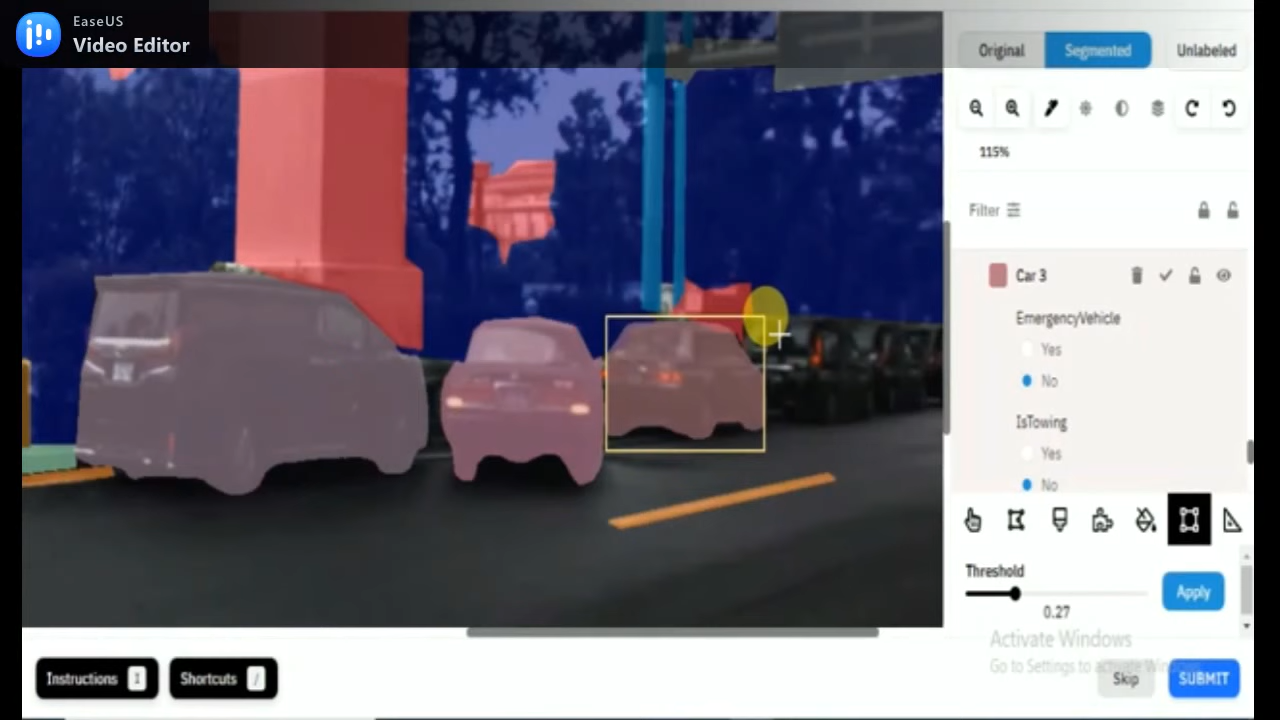 EaseUS
Video Editor
Original
Segmented
Unlabeled
115%
Filter
Car 3
EmergencyVehicle
Yes
No
IsTowing
Yes
No
Threshold
Apply
0.27
Activate Windows
Go to Settings to activate Windows.
Instructions I
Shortcuts /
Skip
SUBMIT